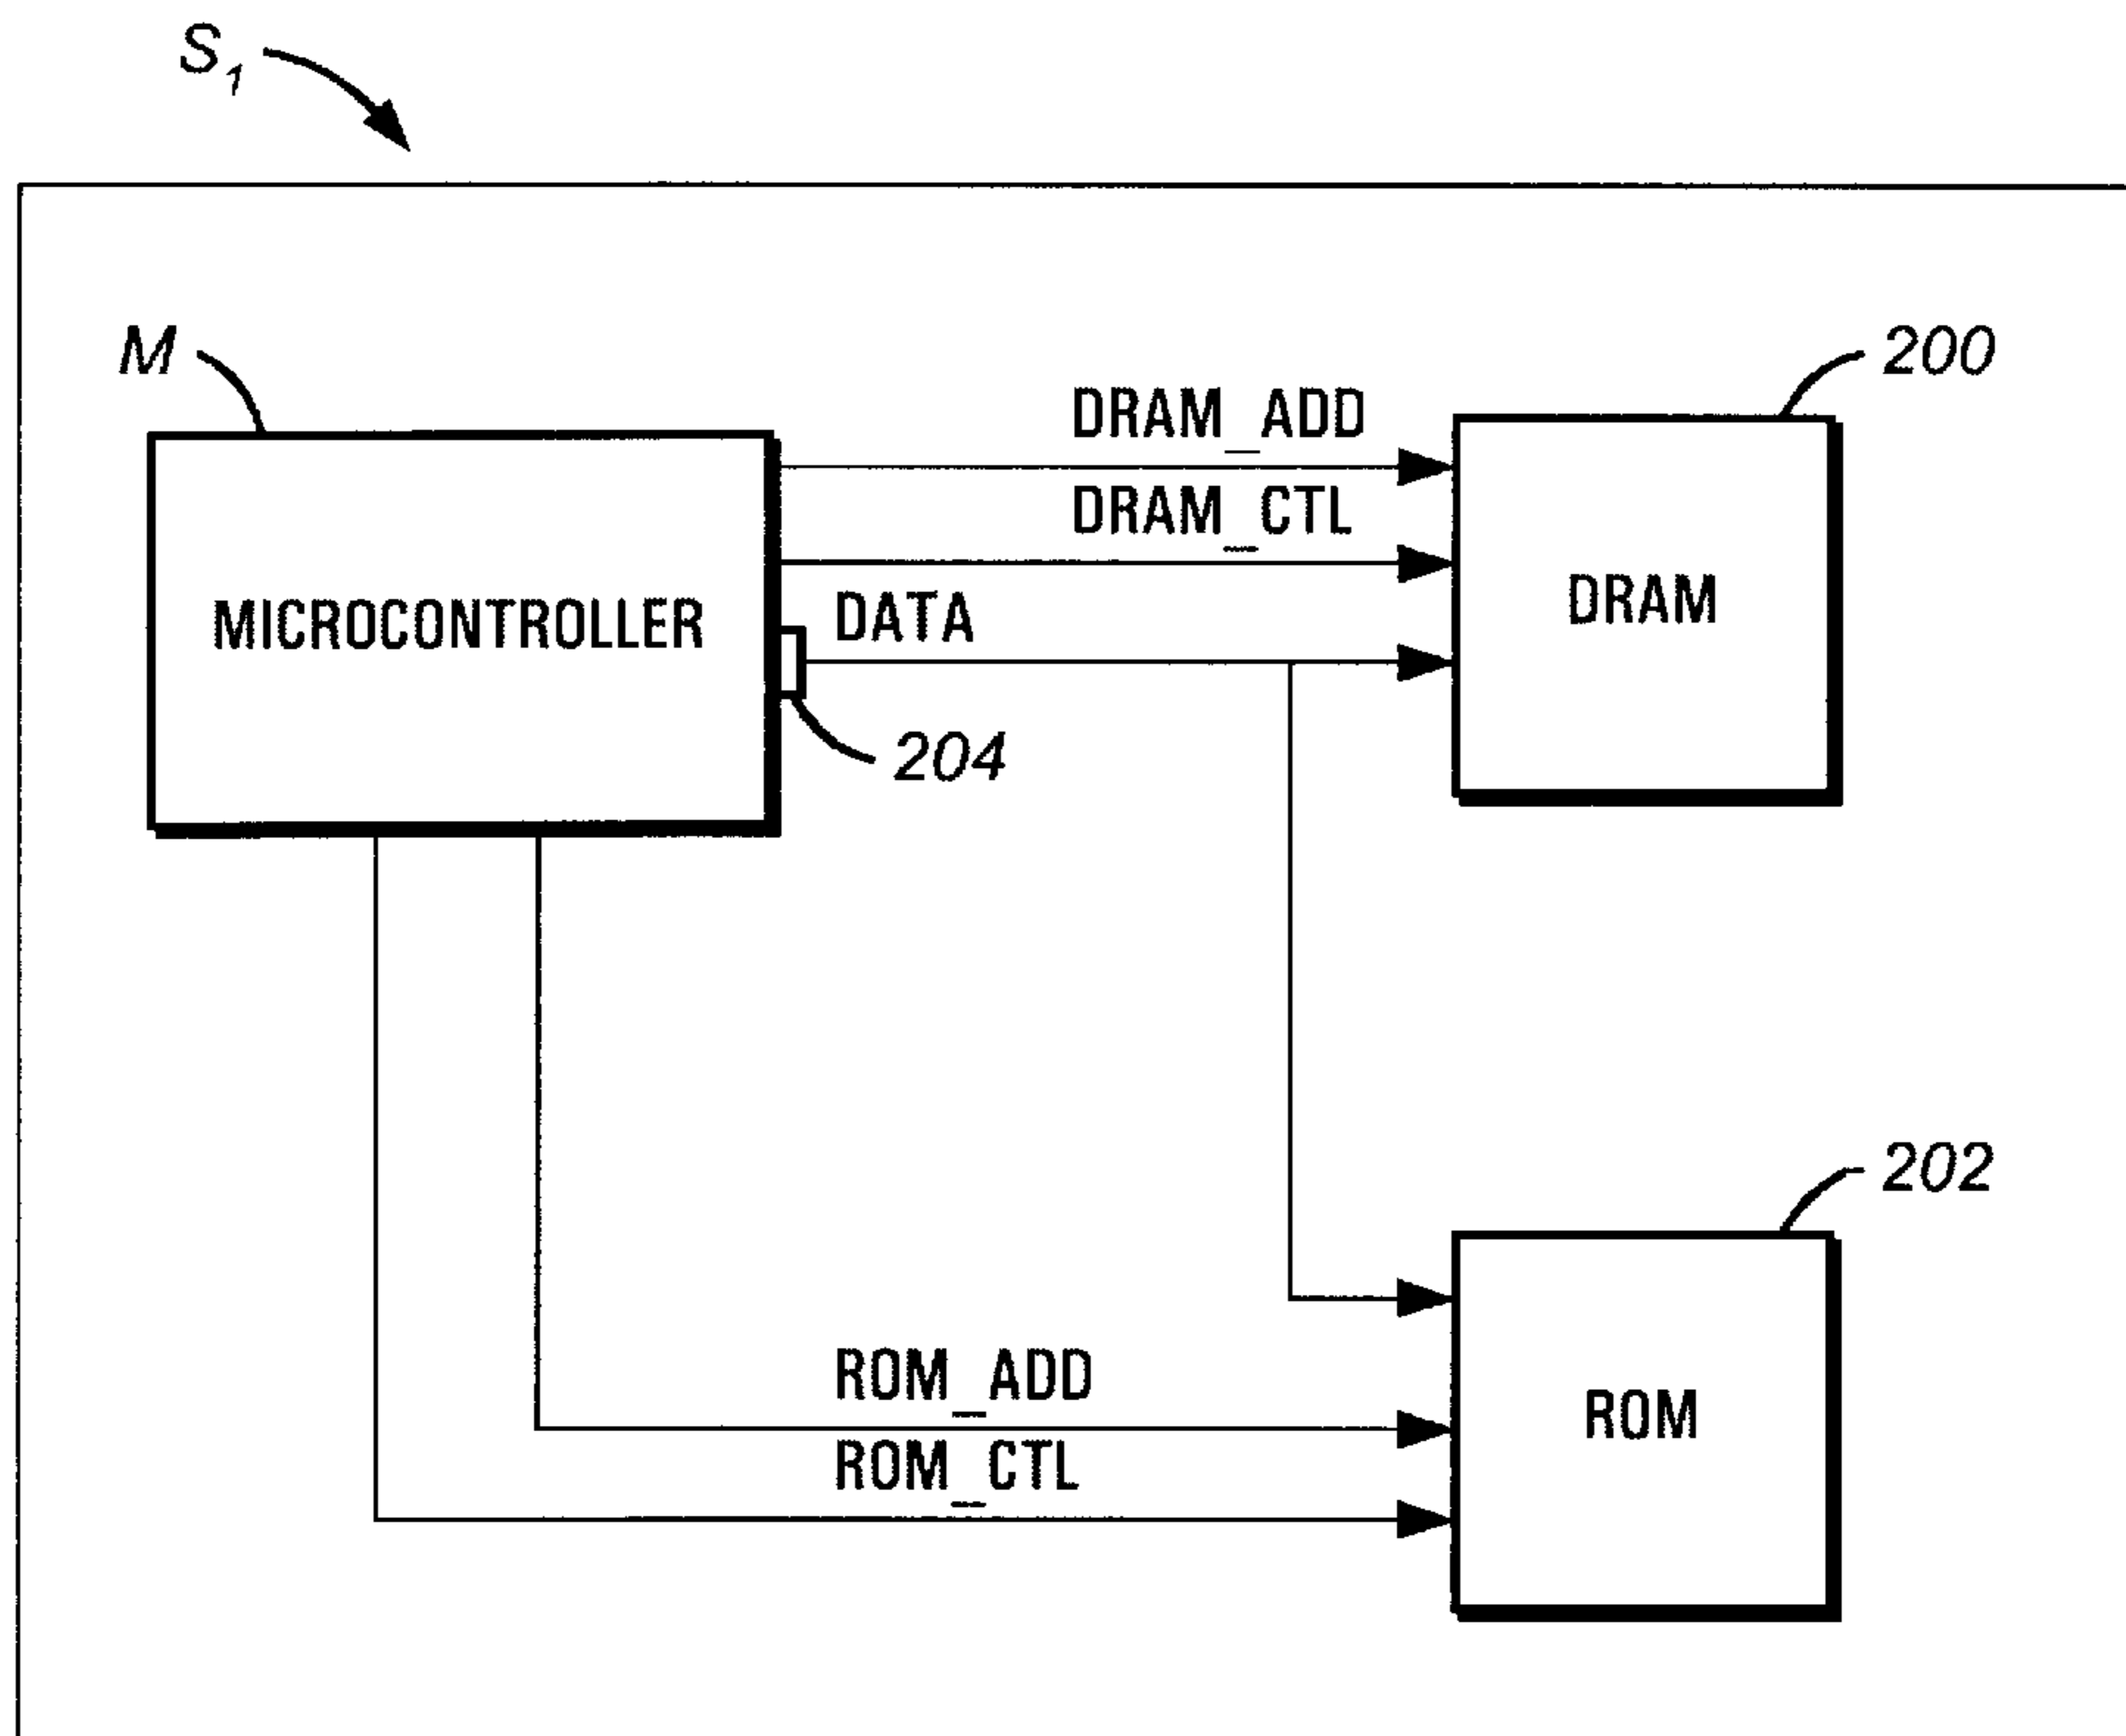 S1
M
200
DRAM_ADD
DRAM_CTL
DATA
MICROCONTROLLER
DRAM
204
202
ROM_ADD
ROM
ROM_CTL